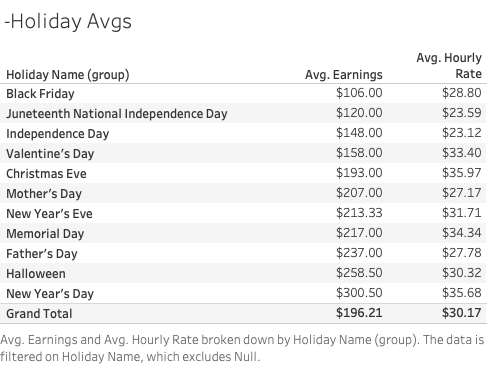 -Holiday Avgs
Avg. Hourly
Holiday Name (group) Avg. Earnings Rate
Black Friday $106.00 $28.80
Juneteenth National Independence Day $120.00 $23.59
Independence Day $148.00 $23.12
Valentine's Day $158.00 $33.40
Christmas Eve $193.00 $35.97
Mother's Day $207.00 $27.17
New Year's Eve $213.33 $31.71
Memorial Day $217.00 $34.34
Father's Day $237.00 $27.78
Halloween $258.50 $30.32
New Year's Day $300.50 $35.68
Grand Total $196.21 $30.17
Avg. Earnings and Avg. Hourly Rate broken down by Holiday Name (group). The data is
filtered on Holiday Name, which excludes Null.